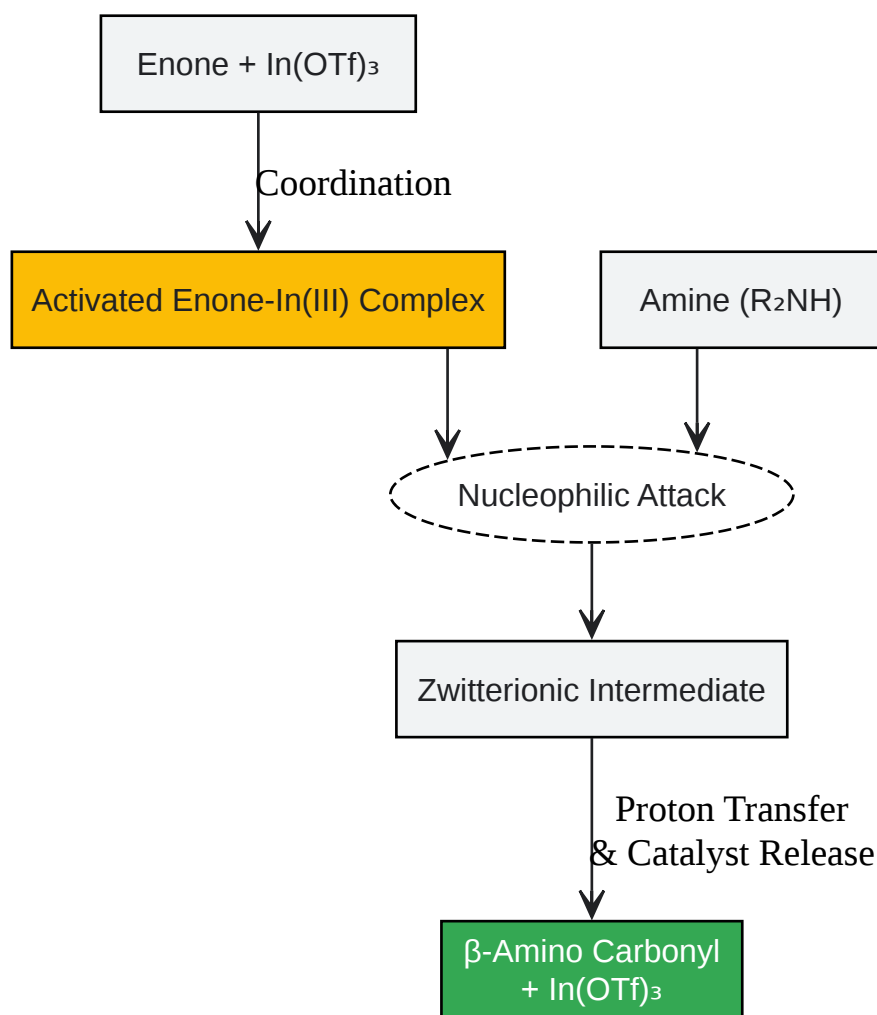 Enone + In(OTf)₃
Coordination
Activated Enone-In(III) Complex
Amine (R₂NH)
Nucleophilic Attack
Zwitterionic Intermediate
Proton Transfer
& Catalyst Release
β-Amino Carbonyl
+ In(OTf)₃